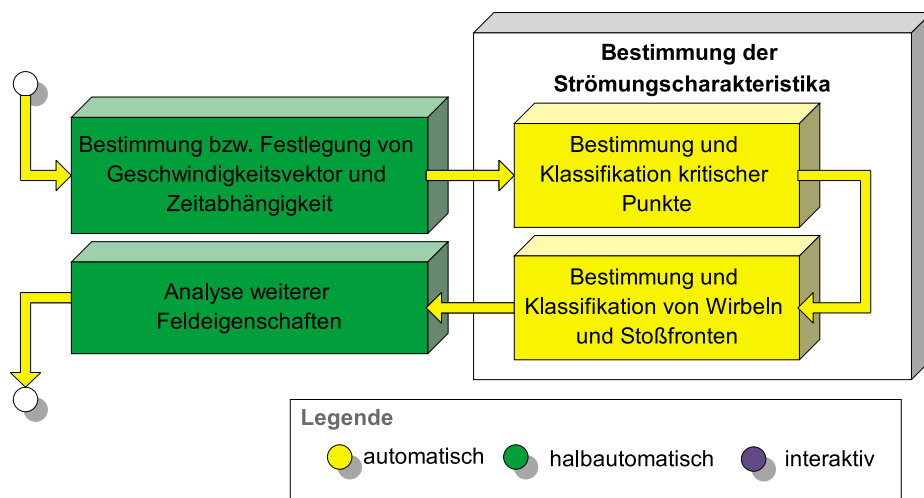 Bestimmung der
Strömungscharakteristika
Bestimmung bzw. Festlegung von
Geschwindigkeitsvektor und
Zeitabhängigkeit
Bestimmung und
Klassifikation kritischer
Punkte
Bestimmung und
Klassifikation von Wirbeln
und Stoßfronten
Analyse weiterer
Feldeigenschaften
Legende
automatisch halbautomatisch interaktiv